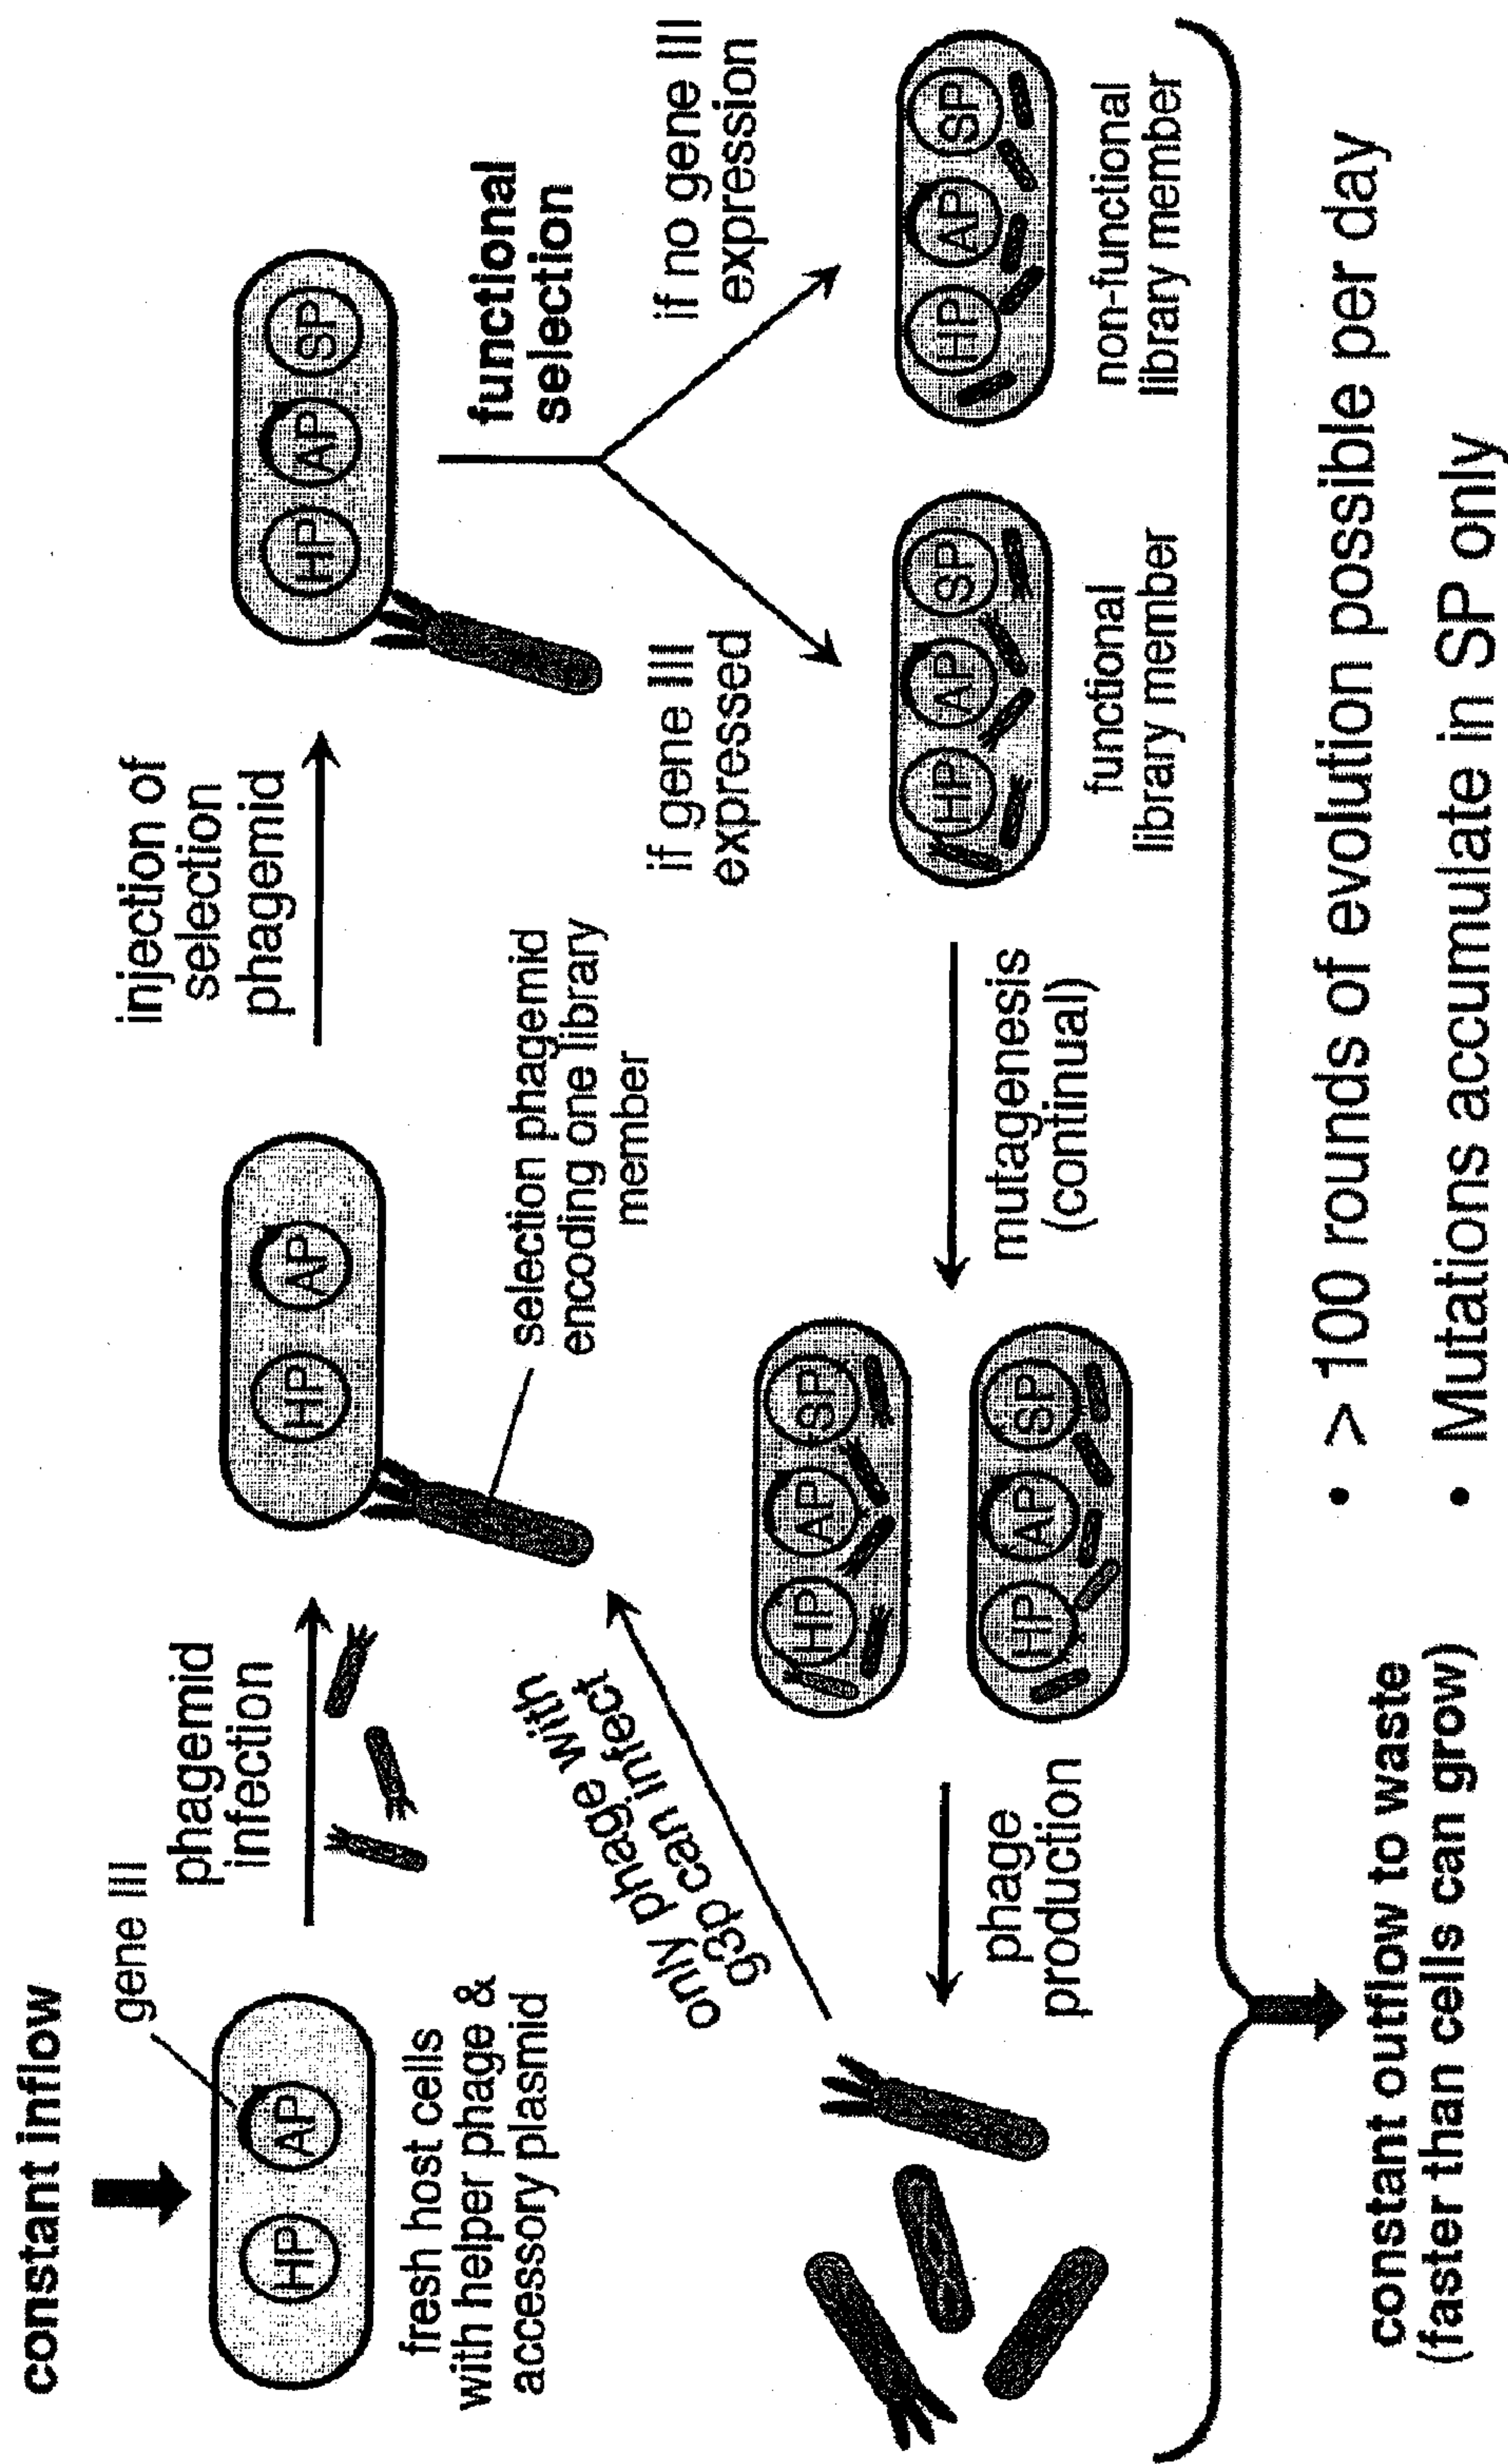 constant inflow
gene III
HP
AP
fresh host cells
with helper phage &
accessory plasmid
phagemid
infection
HP
AP
selection phagemid
encoding one library
member
injection of
selection
phagemid
HP
AP
SP
functional
selection
if gene III
expressed
if no gene III
expression
HP
AP
SP
functional
library member
HP
AP
SP
non-functional
library member
mutagenesis
(continual)
HP
AP
SP
HP
AP
SP
phage
production
only phage with
g3p can infect
constant outflow to waste
(faster than cells can grow)
• > 100 rounds of evolution possible per day
• Mutations accumulate in SP only